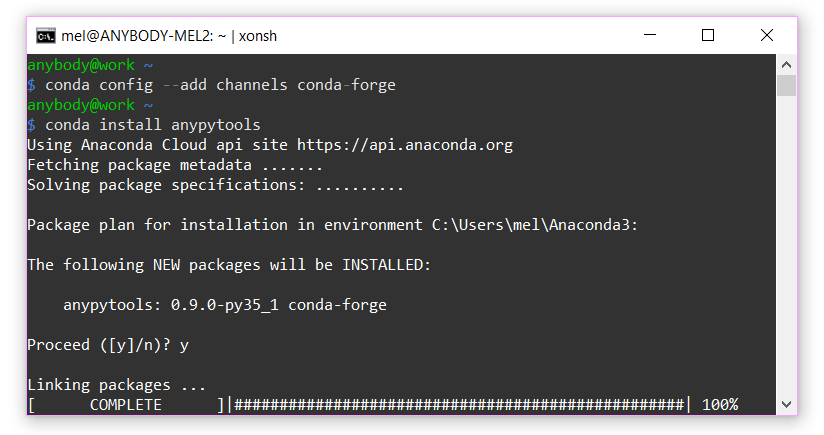 mel@ANYBODY-MEL2: ~ | xonsh
anybody@work ~
$ conda config --add channels conda-forge
anybody@work ~
$ conda install anypytools
Using Anaconda Cloud api site https://api.anaconda.org
Fetching package metadata .......
Solving package specifications: ..........
Package plan for installation in environment C:\Users\mel\Anaconda3:
The following NEW packages will be INSTALLED:
anypytools: 0.9.0-py35_1 conda-forge
Proceed ([y]/n)? y
Linking packages ...
[      COMPLETE      ]|##################################################| 100%